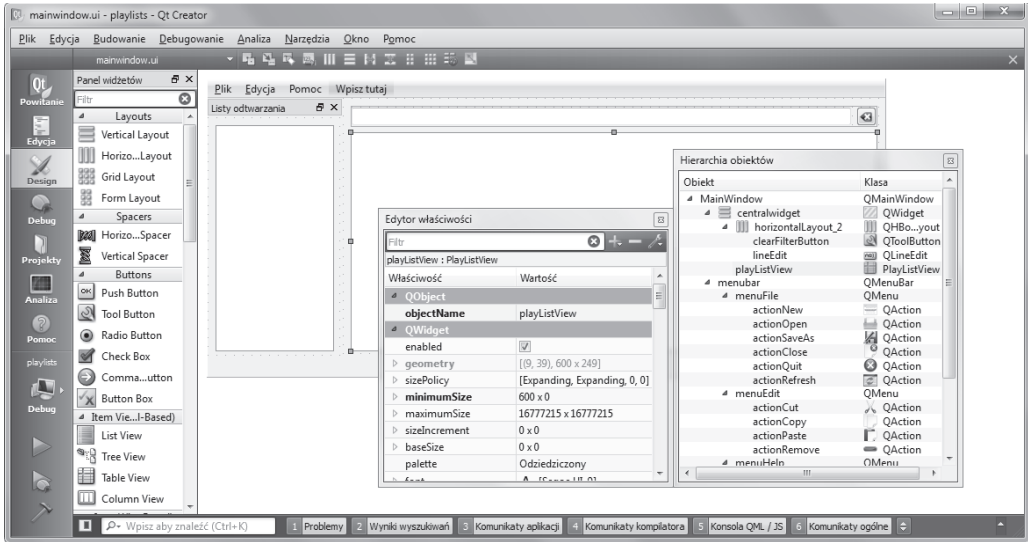 mainwindow.ui - playlists - Qt Creator
Plik Edycja Budowanie Debugowanie Analiza Narzędzia Okno Pomoc
mainwindow.ui
Qt
Powitanie
Edycja
Design
Debug
Projekty
Analiza
Pomoc
playlists
Debug
Panel widżetów
Filtr
Layouts
Vertical Layout
Horizo...Layout
Grid Layout
Form Layout
Spacers
Horizo...Spacer
Vertical Spacer
Buttons
OK Push Button
Tool Button
Radio Button
Check Box
Comma...utton
Button Box
Item Vie...l-Based)
List View
Tree View
Table View
Column View
Plik Edycja Pomoc Wpisz tutaj
Listy odtwarzania
Edytor właściwości
Filtr
playListView : PlayListView
Właściwość Wartość
QObject
objectName playListView
QWidget
enabled
geometry [(9, 39), 600 x 249]
sizePolicy [Expanding, Expanding, 0, 0]
minimumSize 600 x 0
maximumSize 16777215 x 16777215
sizeIncrement 0 x 0
baseSize 0 x 0
palette Odziedziczony
Hierarchia obiektów
Obiekt Klasa
MainWindow QMainWindow
centralwidget QWidget
horizontalLayout_2 QHBo...yout
clearFilterButton QToolButton
lineEdit QLineEdit
playListView PlayListView
menubar QMenuBar
menuFile QMenu
actionNew QAction
actionOpen QAction
actionSaveAs QAction
actionClose QAction
actionQuit QAction
actionRefresh QAction
menuEdit QMenu
actionCut QAction
actionCopy QAction
actionPaste QAction
actionRemove QAction
menuHelp QMenu
Wpisz aby znaleźć (Ctrl+K)
1 Problemy 2 Wyniki wyszukiwań 3 Komunikaty aplikacji 4 Komunikaty kompilatora 5 Konsola QML / JS 6 Komunikaty ogólne